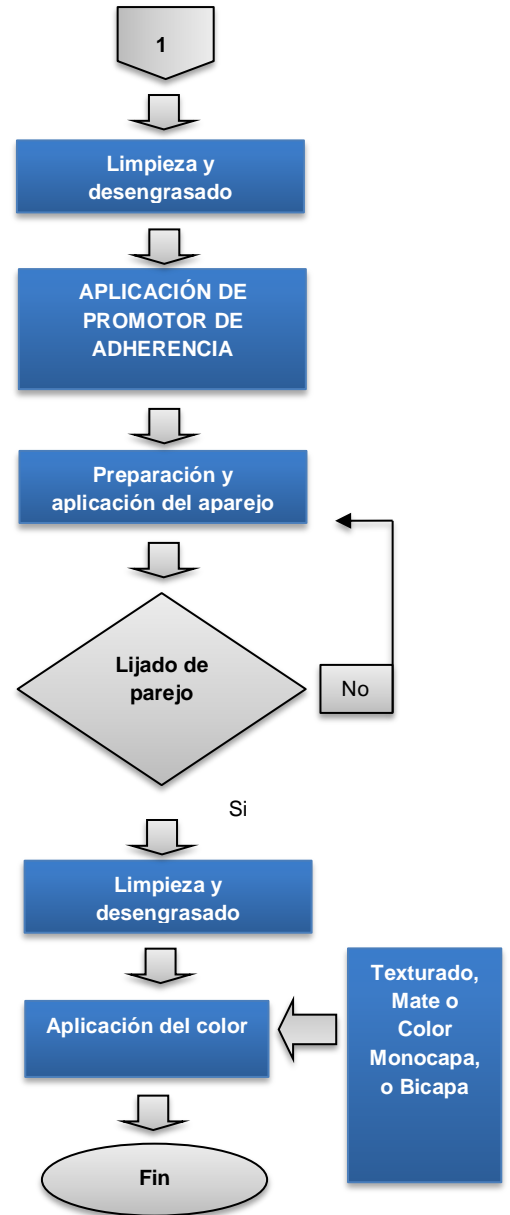 1
Limpieza y
desengrasado
APLICACIÓN DE
PROMOTOR DE
ADHERENCIA
Preparación y
aplicación del aparejo
Lijado de
parejo
No
Si
Limpieza y
desengrasado
Aplicación del color
Texturado,
Mate o
Color
Monocapa,
o Bicapa
Fin